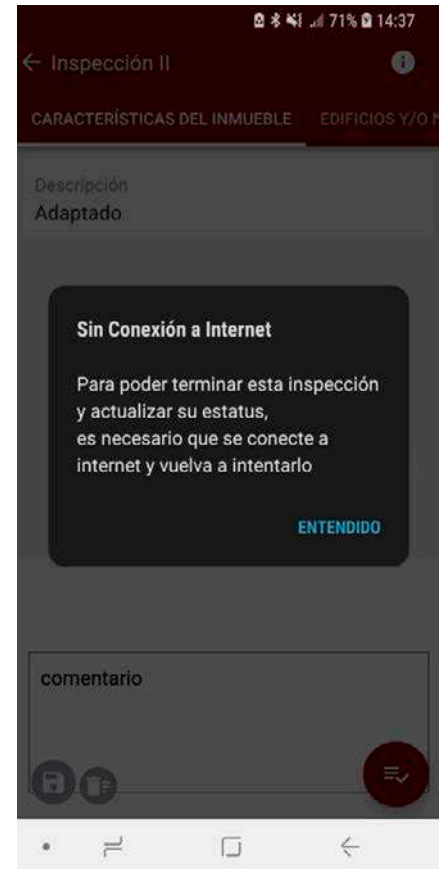 71% 14:37
Inspección II
CARACTERÍSTICAS DEL INMUEBLE EDIFICIOS Y/O
Descripción
Adaptado
Sin Conexión a Internet
Para poder terminar esta inspección
y actualizar su estatus,
es necesario que se conecte a
internet y vuelva a intentarlo
ENTENDIDO
comentario